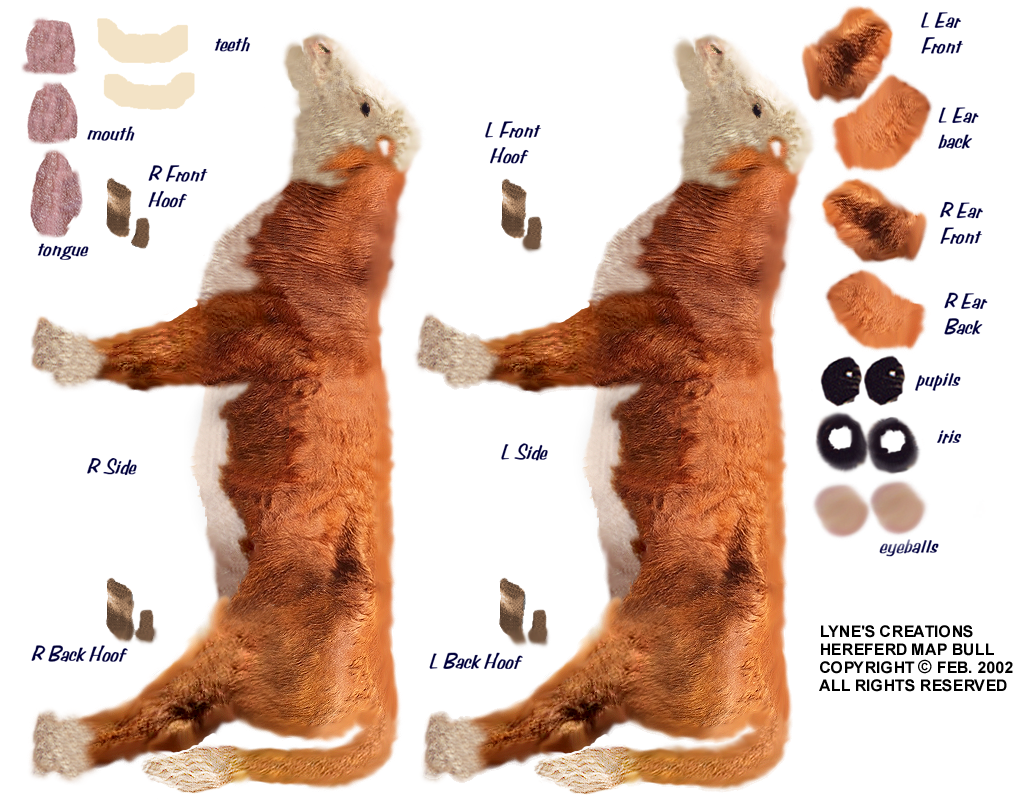 teeth
mouth
R Front
Hoof
tongue
L Front
Hoof
L Ear
Front
L Ear
back
R Ear
Front
R Ear
Back
pupils
iris
R Side
L Side
eyeballs
R Back Hoof
L Back Hoof
LYNE'S CREATIONS
HEREFERD MAP BULL
COPYRIGHT © FEB. 2002
ALL RIGHTS RESERVED